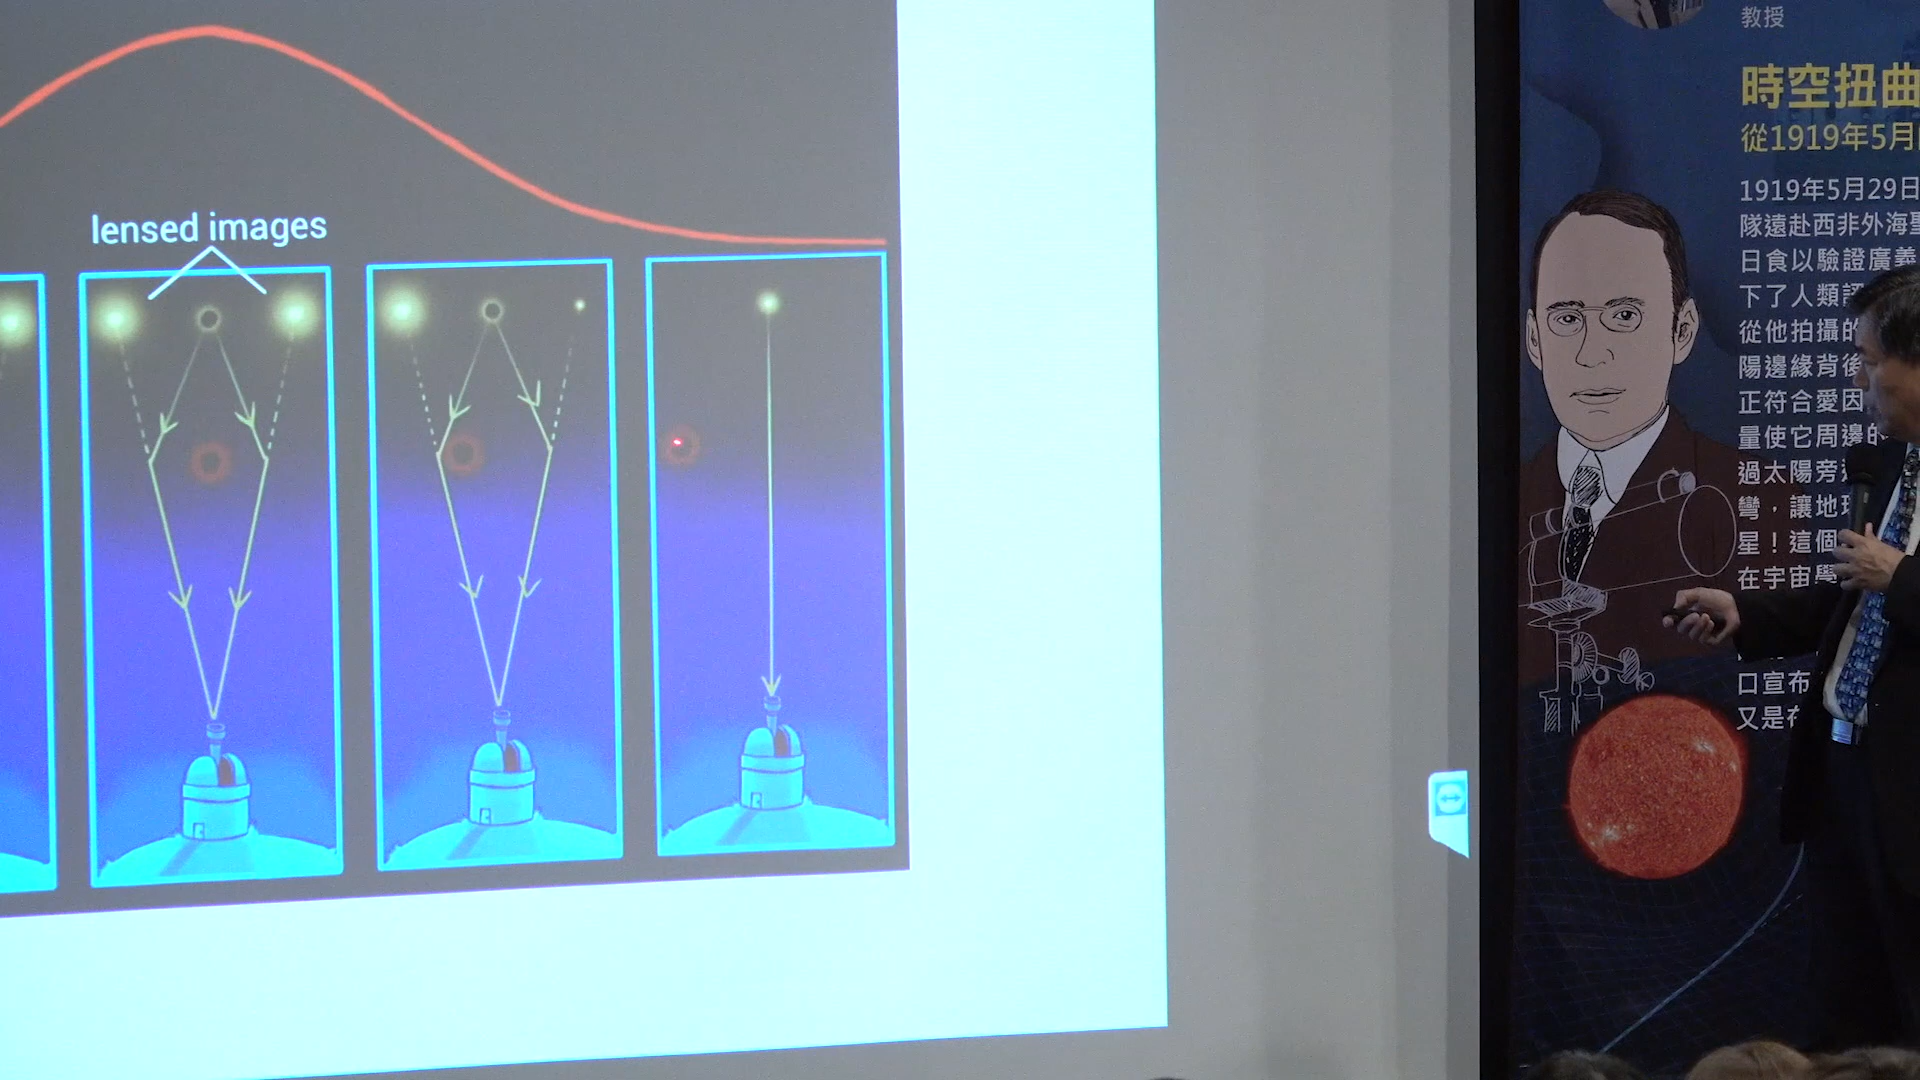 lensed images
教授
時空扭曲
從1919年5月
1919年5月29日
隊遠赴西非外海聖
日食以驗證廣義
下了人類
從他拍攝的
陽邊緣背後
正符合愛因
量使它周邊的
過太陽旁
彎，讓地
星！這個
在宇宙學
口宣布
又是在